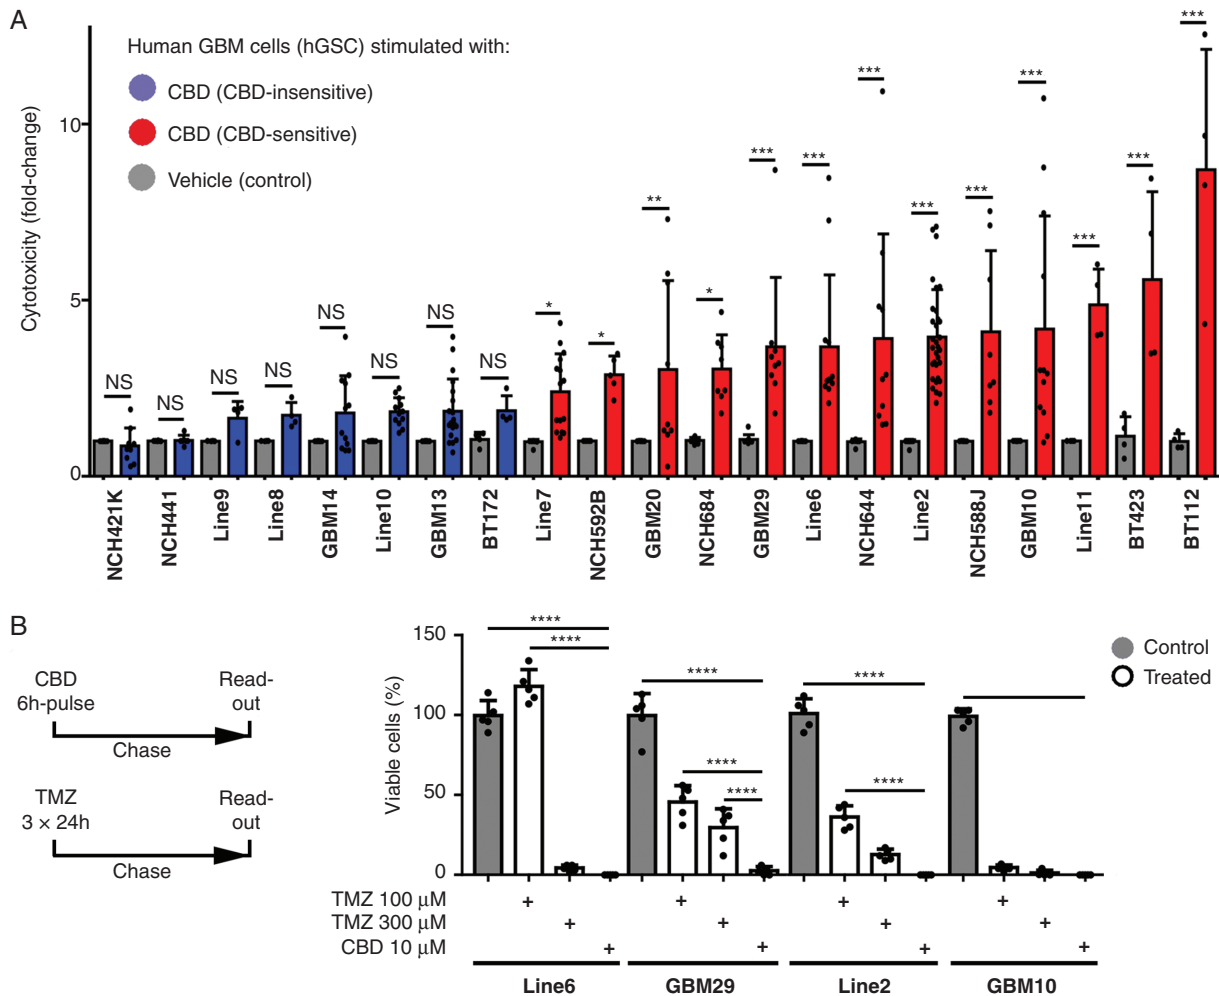 A
Human GBM cells (hGSC) stimulated with:
CBD (CBD-insensitive)
CBD (CBD-sensitive)
Vehicle (control)
Cytotoxicity (fold-change)
10
5
0
NS NS NS NS NS NS NS NS * * ** * *** *** *** *** *** *** *** *** ***
NCH421K NCH441 Line9 Line8 GBM14 Line10 GBM13 BT172 Line7 NCH592B GBM20 NCH684 GBM29 Line6 NCH644 Line2 NCH588J GBM10 Line11 BT423 BT112
B
CBD
6h-pulse
Read-
out
Chase
TMZ
3 × 24h
Read-
out
Chase
Viable cells (%)
150
100
50
0
**** **** **** **** **** **** ****
Control
Treated
TMZ 100 μM + + + +
TMZ 300 μM + + + +
CBD 10 μM + + + +
Line6 GBM29 Line2 GBM10